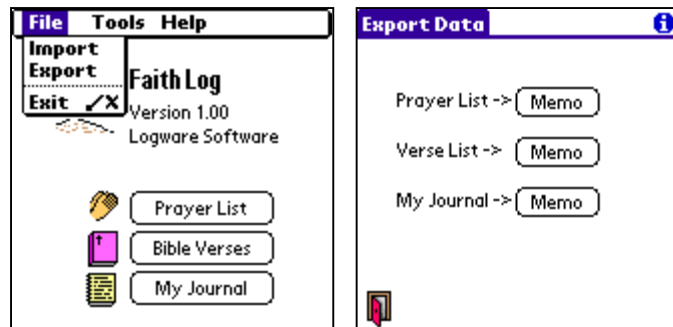 File Tools Help
Import
Export
Exit ✓X
Faith Log
Version 1.00
Logware Software
Prayer List
Bible Verses
My Journal
Export Data i
Prayer List -> Memo
Verse List -> Memo
My Journal -> Memo